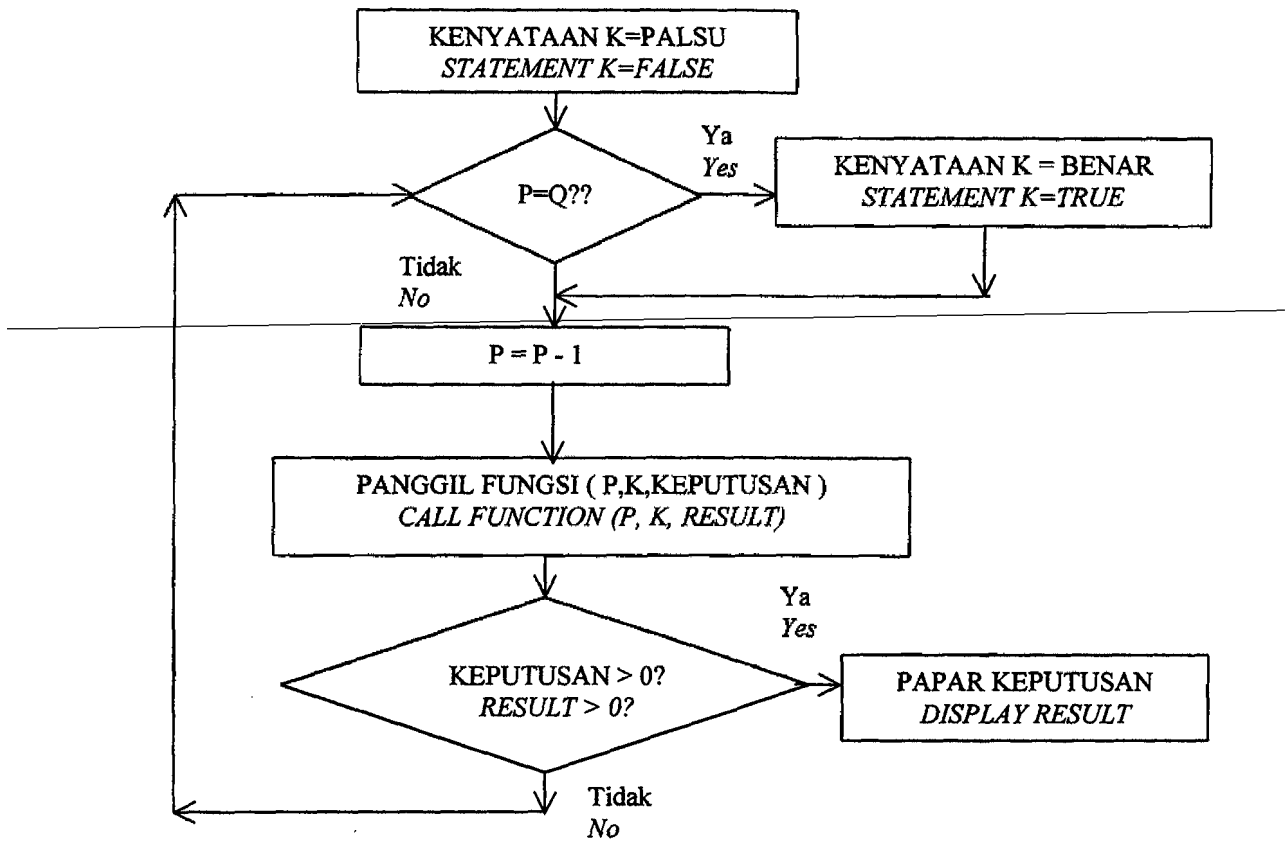 KENYATAAN K=PALSU
STATEMENT K=FALSE
P=Q??
Ya
Yes
KENYATAAN K = BENAR
STATEMENT K=TRUE
Tidak
No
P = P - 1
PANGGIL FUNGSI ( P,K,KEPUTUSAN )
CALL FUNCTION (P, K, RESULT)
KEPUTUSAN > 0?
RESULT > 0?
Ya
Yes
PAPAR KEPUTUSAN
DISPLAY RESULT
Tidak
No